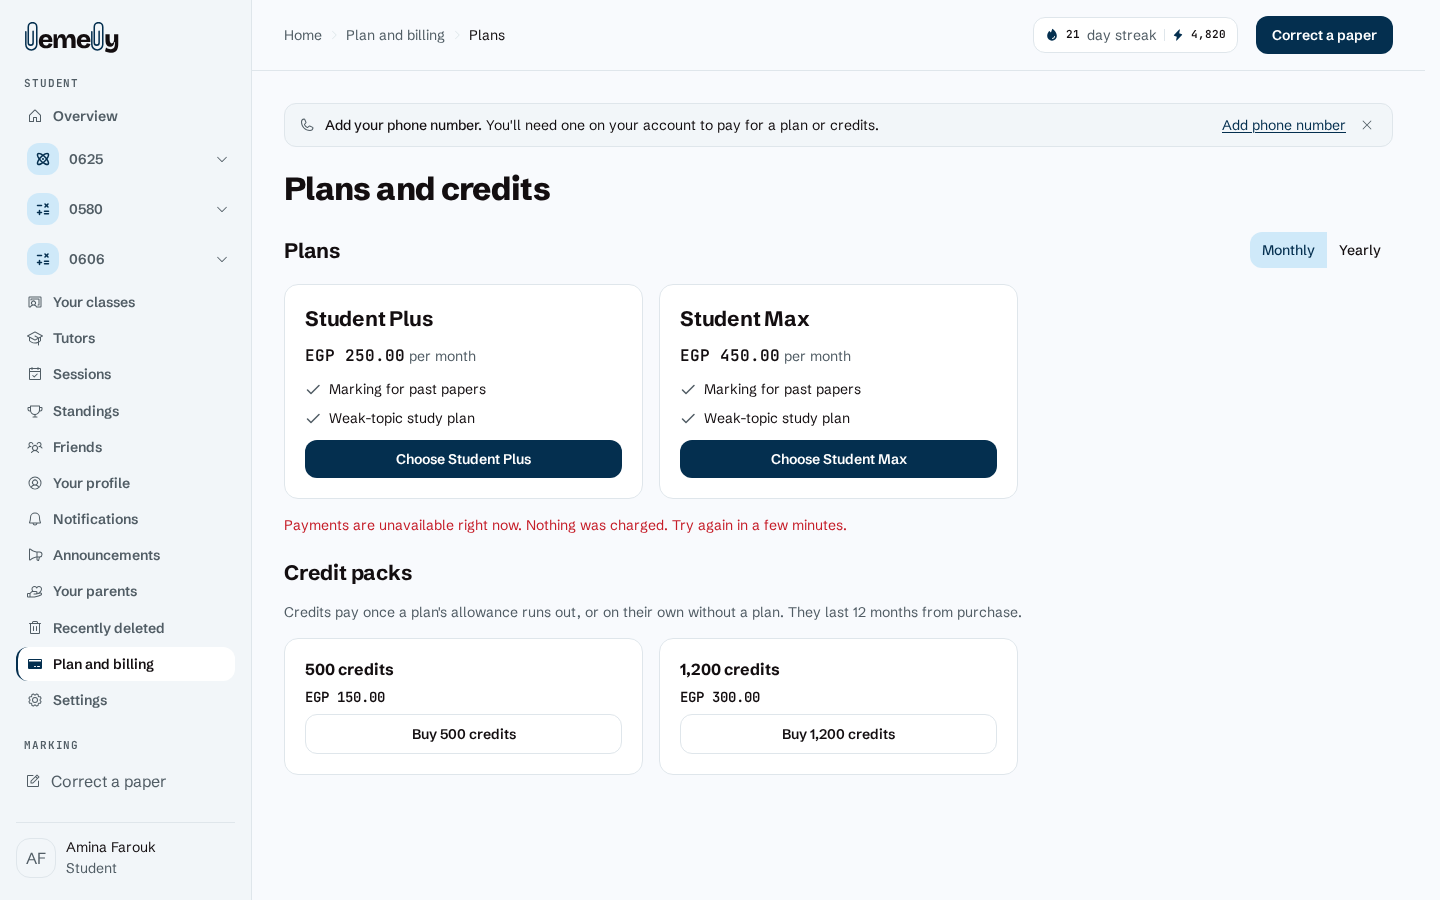 lemelly
STUDENT
Overview
0625
0580
0606
Your classes
Tutors
Sessions
Standings
Friends
Your profile
Notifications
Announcements
Your parents
Recently deleted
Plan and billing
Settings
MARKING
Correct a paper
AF
Amina Farouk
Student
Home
Plan and billing
Plans
21 day streak
4,820
Correct a paper
Add your phone number. You'll need one on your account to pay for a plan or credits.
Add phone number
Plans and credits
Plans
Monthly
Yearly
Student Plus
EGP 250.00 per month
Marking for past papers
Weak-topic study plan
Choose Student Plus
Student Max
EGP 450.00 per month
Marking for past papers
Weak-topic study plan
Choose Student Max
Payments are unavailable right now. Nothing was charged. Try again in a few minutes.
Credit packs
Credits pay once a plan's allowance runs out, or on their own without a plan. They last 12 months from purchase.
500 credits
EGP 150.00
Buy 500 credits
1,200 credits
EGP 300.00
Buy 1,200 credits